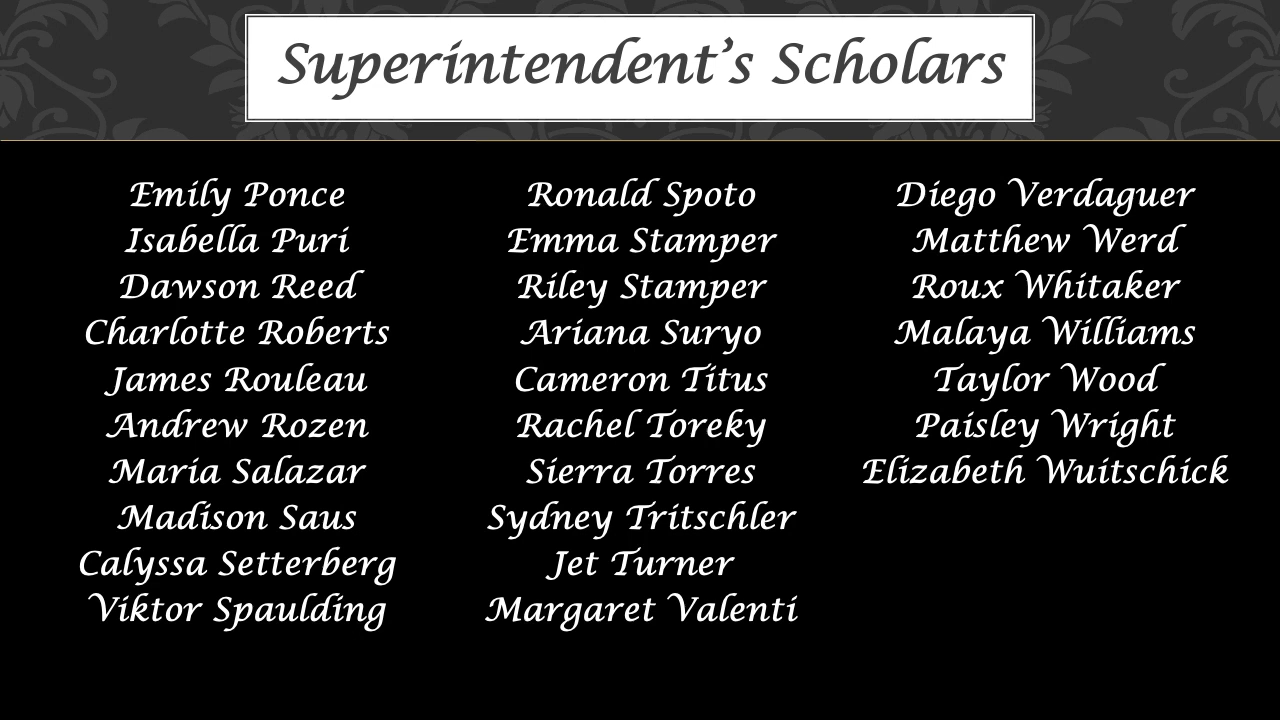 Superintendent’s Scholars
Emily Ponce
Isabella Puri
Dawson Reed
Charlotte Roberts
James Rouleau
Andrew Rozen
Maria Salazar
Madison Saus
Calyssa Setterberg
Viktor Spaulding
Ronald Spoto
Emma Stamper
Riley Stamper
Ariana Suryo
Cameron Titus
Rachel Toreky
Sierra Torres
Sydney Tritschler
Jet Turner
Margaret Valenti
Diego Verdaguer
Matthew Werd
Roux Whitaker
Malaya Williams
Taylor Wood
Paisley Wright
Elizabeth Wuitschick